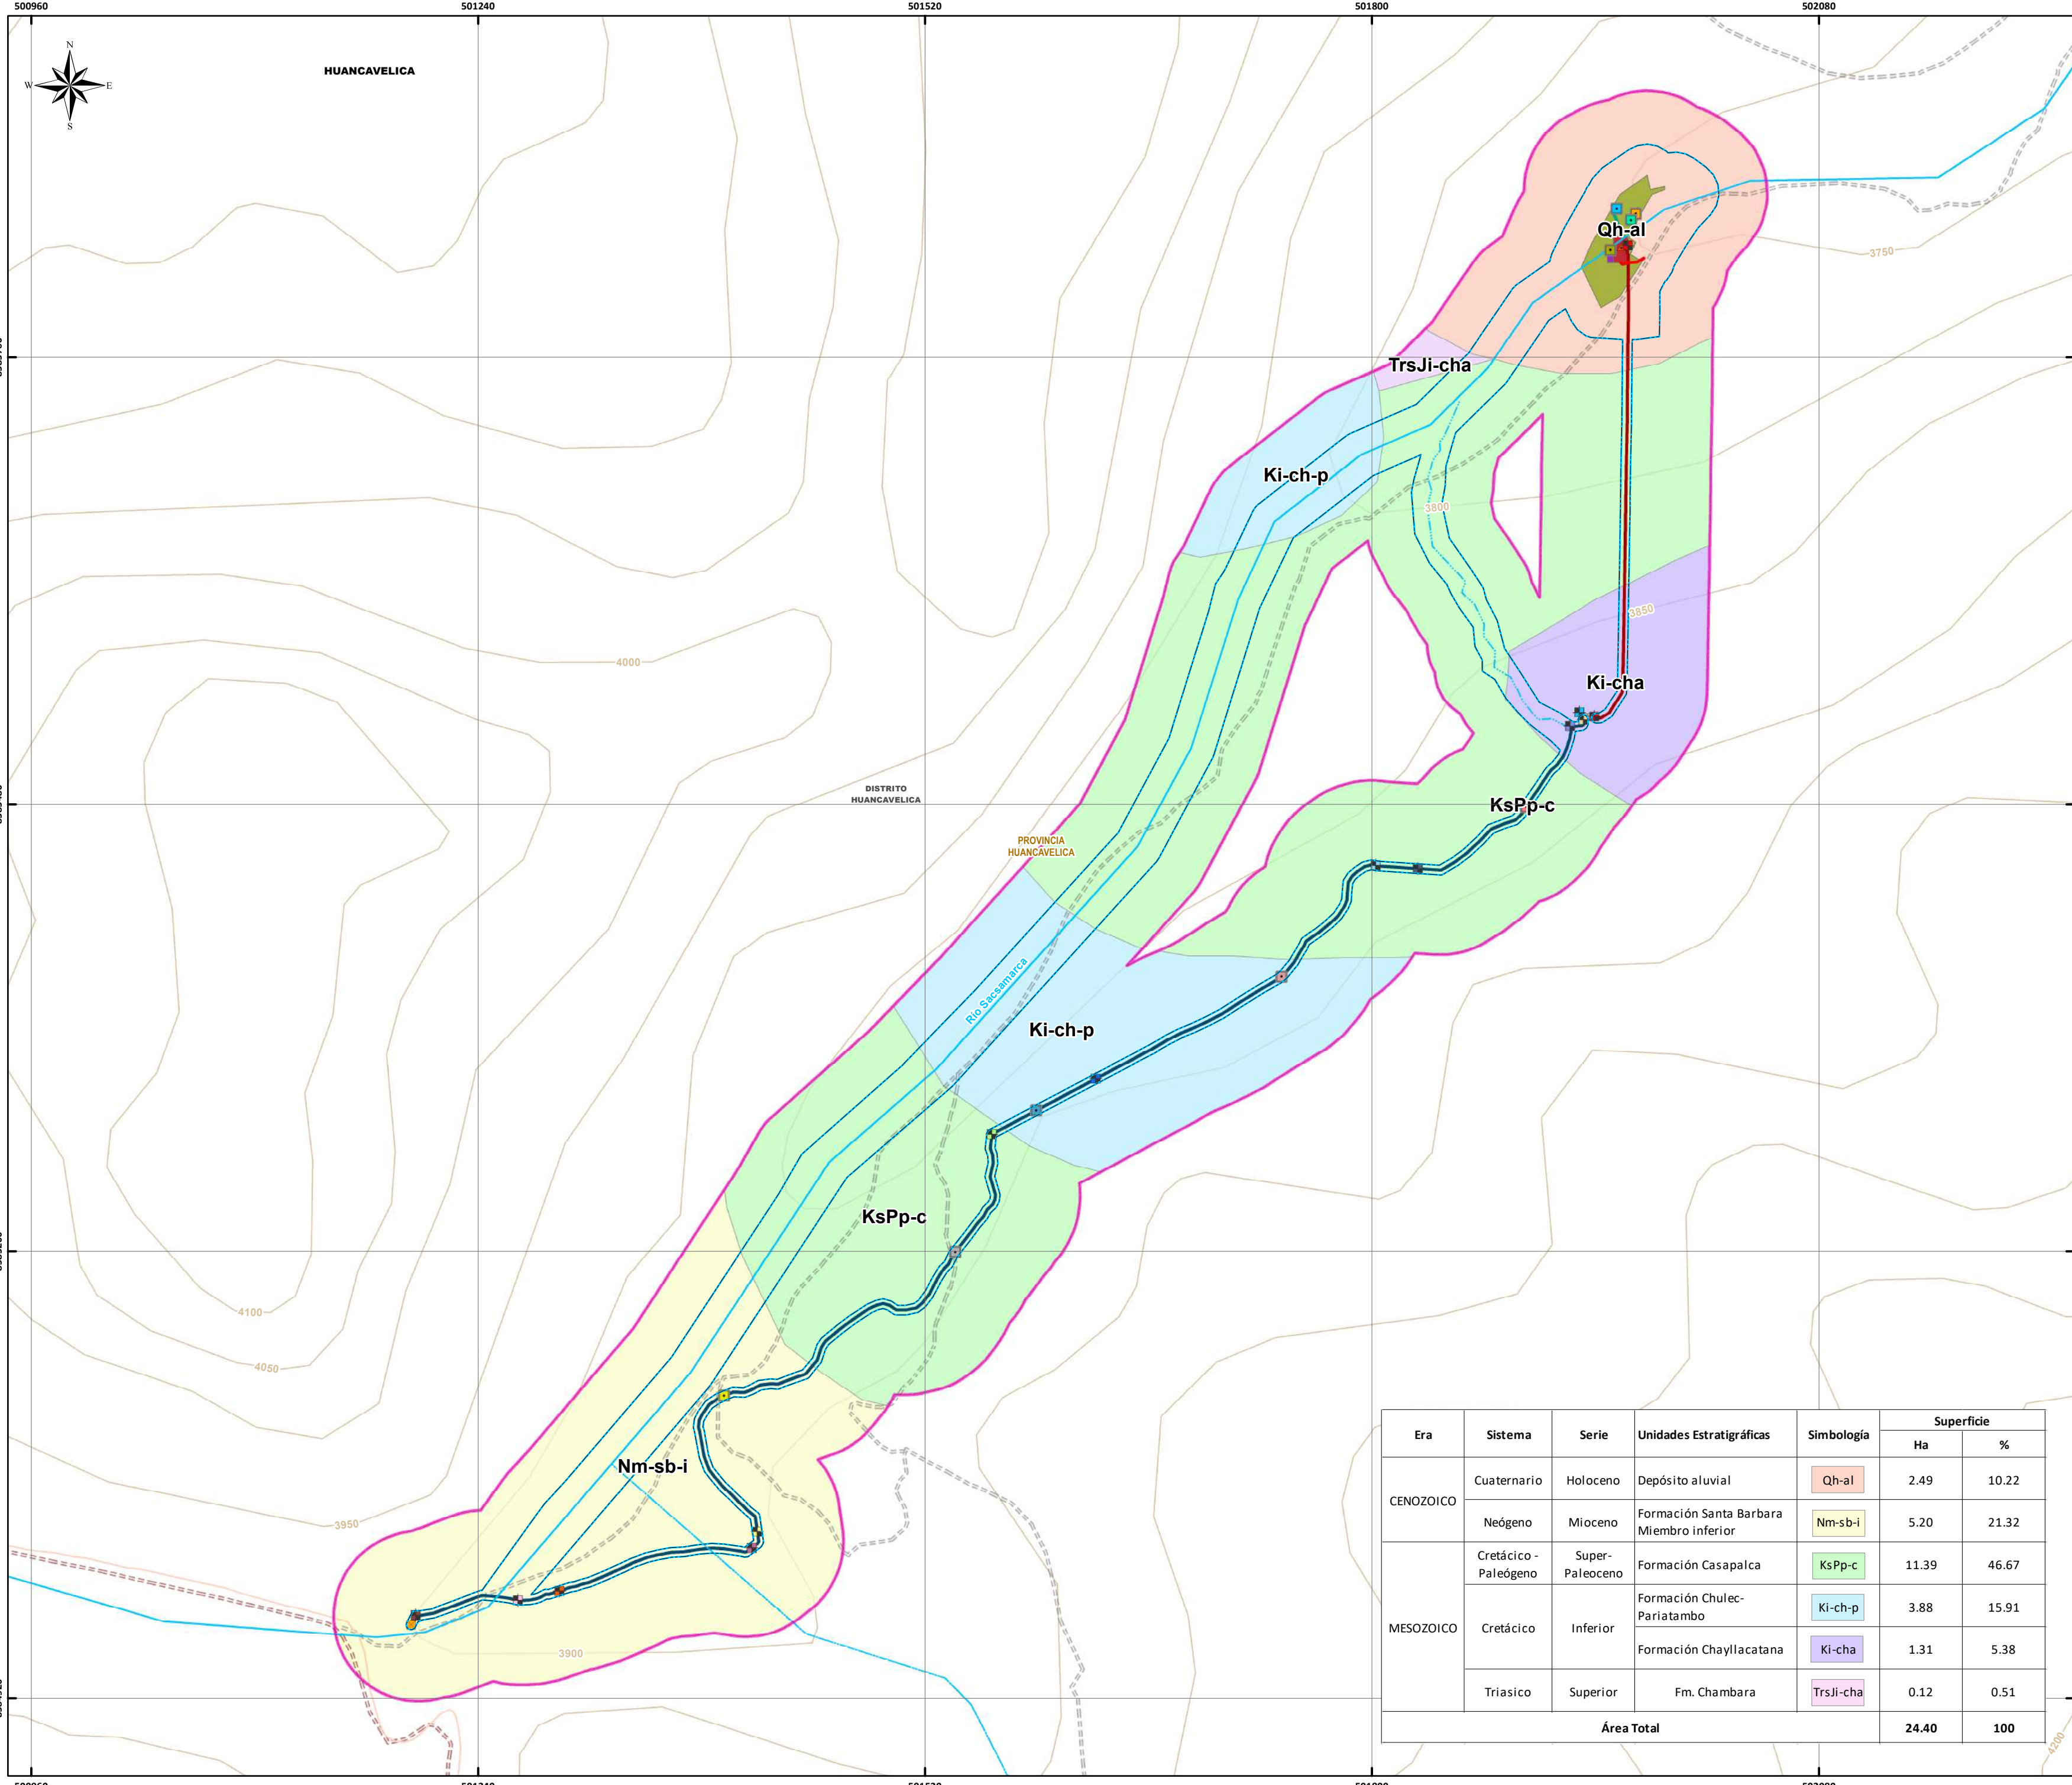 500960
501240
501520
501800
502080
N
W
E
S
HUANCAVELICA
Qh-al
3750
TrsJi-cha
Ki-ch-p
3800
3850
4000
Ki-cha
DISTRITO
HUANCAVELICA
KsPp-c
PROVINCIA
HUANCAVELICA
Rio Sacsamarca
Ki-ch-p
KsPp-c
4100
4050
Nm-sb-i
3950
3900
4200
Era Sistema Serie Unidades Estratigráficas Simbología Superficie
Ha %
CENOZOICO
Cuaternario Holoceno Depósito aluvial Qh-al 2.49 10.22
Neógeno Mioceno Formación Santa Barbara
Miembro inferior Nm-sb-i 5.20 21.32
MESOZOICO
Cretácico -
Paleógeno Super-
Paleoceno Formación Casapalca KsPp-c 11.39 46.67
Cretácico Inferior Formación Chulec-
Pariatambo Ki-ch-p 3.88 15.91
Formación Chayllacatana Ki-cha 1.31 5.38
Triasico Superior Fm. Chambara TrsJi-cha 0.12 0.51
Área Total 24.40 100